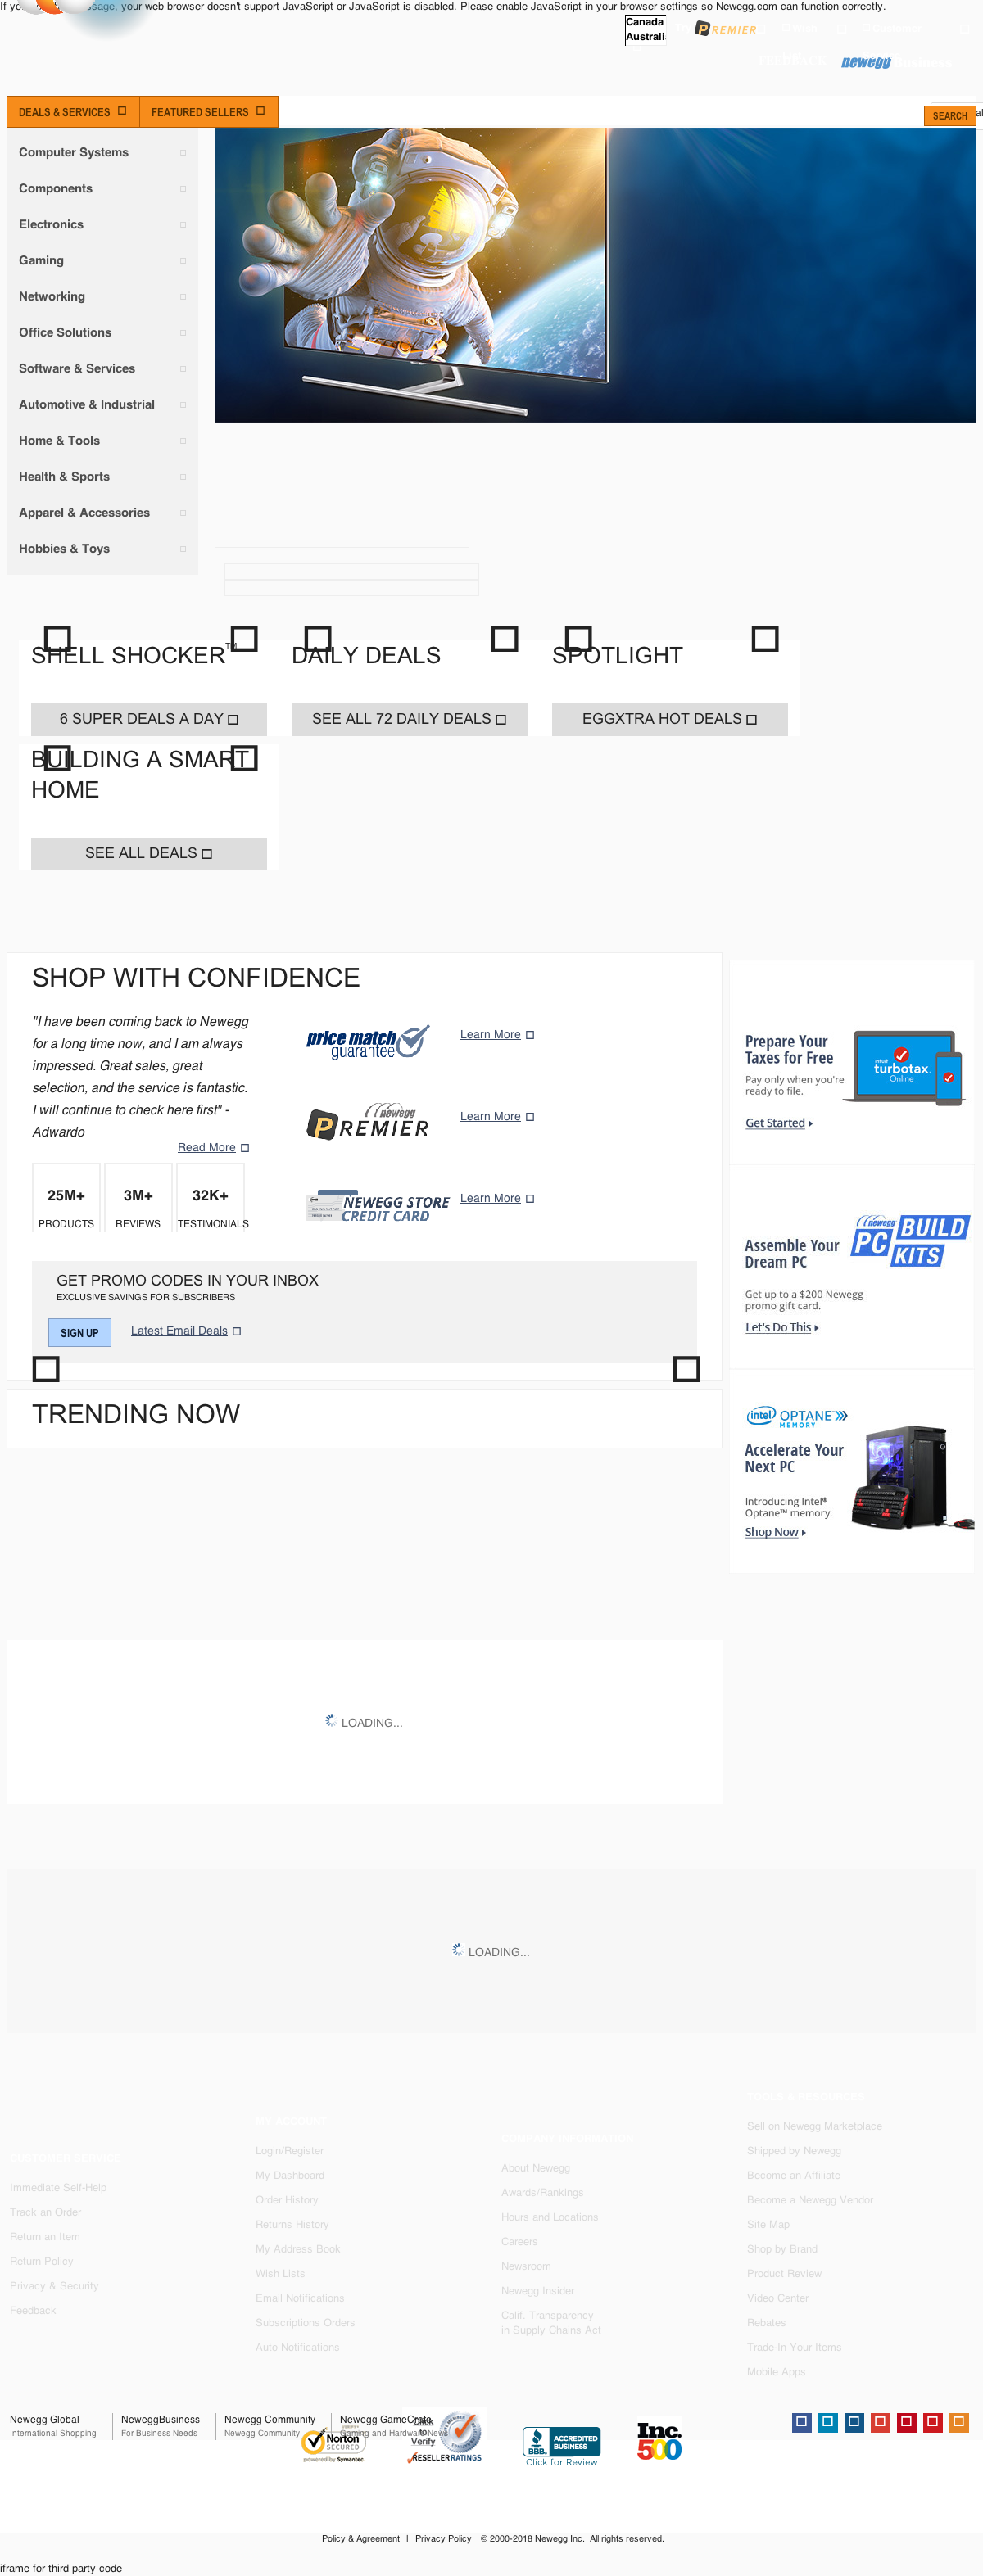 If yo
sage, your web browser doesn't support JavaScript or JavaScript is disabled. Please enable JavaScript in your browser settings so Newegg.com can function correctly.
Canada
Australi
PREMIER
newegg
DEALS & SERVICES
FEATURED SELLERS
SEARCH
Computer Systems
Components
Electronics
Gaming
Networking
Office Solutions
Software & Services
Automotive & Industrial
Home & Tools
Health & Sports
Apparel & Accessories
Hobbies & Toys
SHELL SHOCKER™
6 SUPER DEALS A DAY
DAILY DEALS
SEE ALL 72 DAILY DEALS
SPOTLIGHT
EGGXTRA HOT DEALS
BUILDING A SMART
HOME
SEE ALL DEALS
SHOP WITH CONFIDENCE
"I have been coming back to Newegg
for a long time now, and I am always
impressed. Great sales, great
selection, and the service is fantastic.
I will continue to check here first" -
Adwardo
Read More
25M+
PRODUCTS
3M+
REVIEWS
32K+
TESTIMONIALS
price match
guarantee
Learn More
newegg
PREMIER
Learn More
NEWEGG STORE
CREDIT CARD
Learn More
GET PROMO CODES IN YOUR INBOX
EXCLUSIVE SAVINGS FOR SUBSCRIBERS
SIGN UP
Latest Email Deals
TRENDING NOW
Prepare Your
Taxes for Free
Pay only when you're
ready to file.
Get Started
intuit
turbotax
Online
Assemble Your
Dream PC
Get up to a $200 Newegg
promo gift card.
Let's Do This
newegg
PC BUILD
KITS
intel OPTANE
MEMORY
Accelerate Your
Next PC
Introducing Intel®
Optane™ memory.
Shop Now
LOADING...
LOADING...
Immediate Self-Help
Track an Order
Return an Item
Return Policy
Privacy & Security
Feedback
Login/Register
My Dashboard
Order History
Returns History
My Address Book
Wish Lists
Email Notifications
Subscriptions Orders
Auto Notifications
About Newegg
Awards/Rankings
Hours and Locations
Careers
Newsroom
Newegg Insider
Calif. Transparency
in Supply Chains Act
Sell on Newegg Marketplace
Shipped by Newegg
Become an Affiliate
Become a Newegg Vendor
Site Map
Shop by Brand
Product Review
Video Center
Rebates
Trade-In Your Items
Mobile Apps
Newegg Global
International Shopping
NeweggBusiness
For Business Needs
Newegg Community
Newegg Community
Newegg GameCrate
Gaming and Hardware News
Norton
SECURED
powered by Symantec
Click
to
Verify
RESELLERRATINGS
BBB
ACCREDITED
BUSINESS
Click for Review
Inc.
500
Policy & Agreement | Privacy Policy © 2000-2018 Newegg Inc. All rights reserved.
iframe for third party code